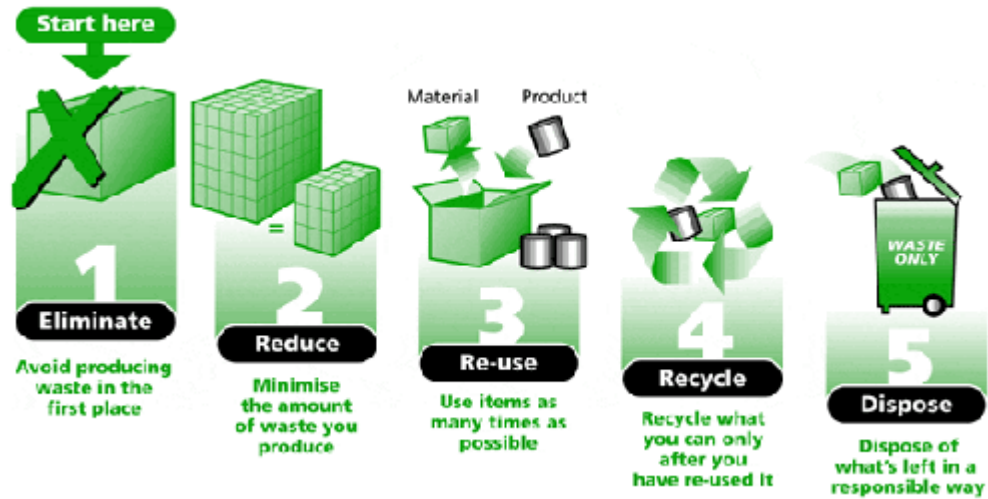 Start here
1
Eliminate
Avoid producing
waste in the
first place
=
2
Reduce
Minimise
the amount
of waste you
produce
Material Product
3
Re-use
Use items as
many times as
possible
4
Recycle
Recycle what
you can only
after you
have re-used it
WASTE
ONLY
5
Dispose
Dispose of
what's left in a
responsible way